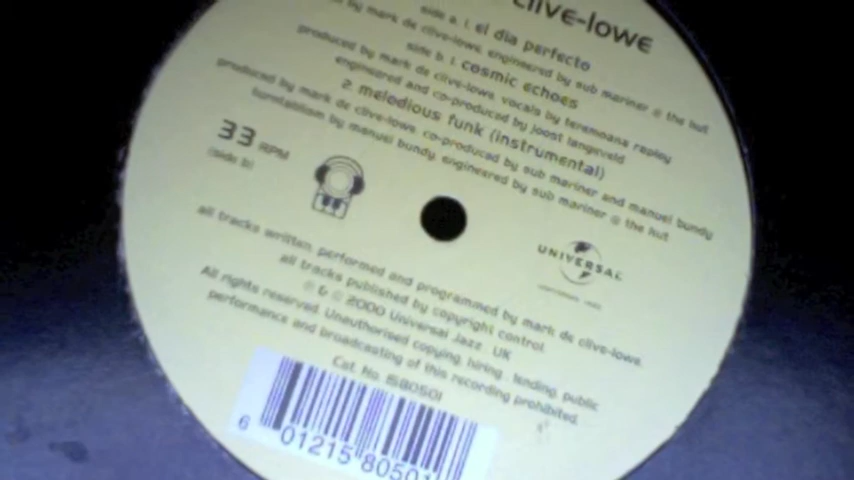 clive-lowe
side a. 1. el dia perfecto
by mark de clive-lowe. engineered by sub mariner @ the hut
side b. 1. cosmic echoes
produced by mark de clive-lowe. vocals by teremoana rapley
engineered and co-produced by joost langeveld
2. melodious funk (instrumental)
produced by mark de clive-lowe. co-produced by sub mariner and manuel bundy
turntablism by manuel bundy. engineered by sub mariner @ the hut
33 RPM
(side b)
UNIVERSAL
all tracks written, performed and programmed by mark de clive-lowe.
all tracks published by copyright control.
℗ & © 2000 Universal Jazz. UK
All rights reserved. Unauthorised copying, hiring, lending, public
performance and broadcasting of this recording prohibited.
Cat. No. 1580501
6 01215 80501